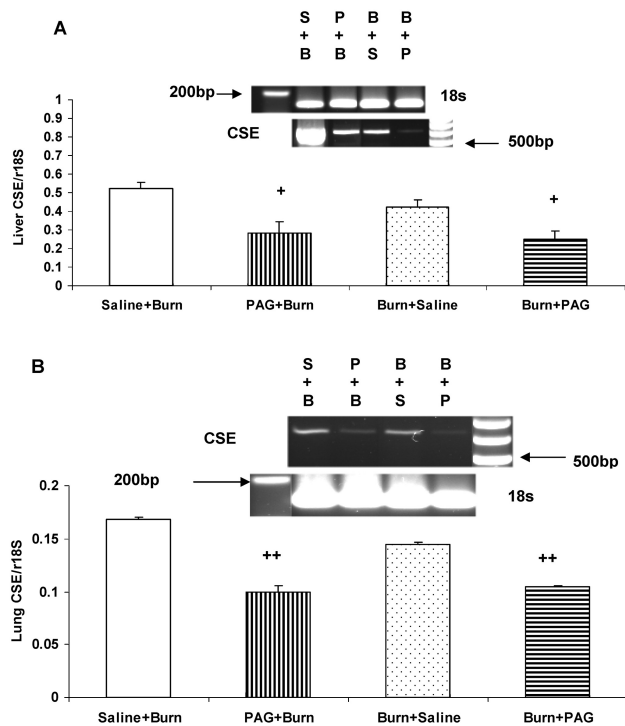 A
S P B B
+ + + +
B B S P
200bp
18s
CSE
500bp
Liver CSE/r18S
1
0.9
0.8
0.7
0.6
0.5
0.4
0.3
0.2
0.1
0
+
+
Saline+Burn PAG+Burn Burn+Saline Burn+PAG
B
S P B B
+ + + +
B B S P
CSE
500bp
200bp
18s
Lung CSE/r18S
0.2
0.15
0.1
0.05
0
++
++
Saline+Burn PAG+Burn Burn+Saline Burn+PAG